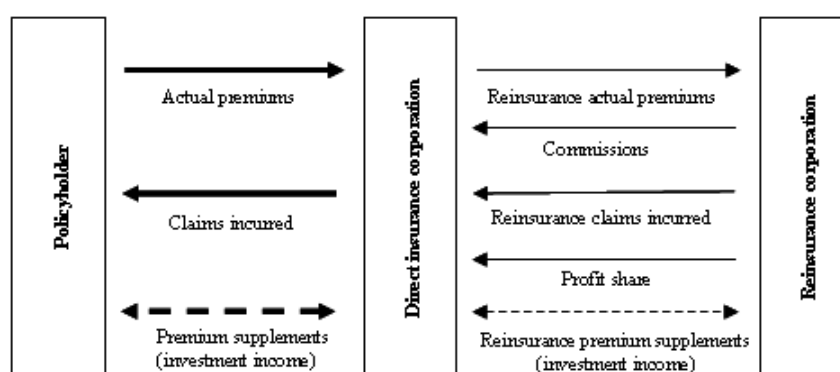 Policyholder
Actual premiums
Claims incurred
Premium supplements
(investment income)
Direct insurance corporation
Reinsurance actual premiums
Commissions
Reinsurance claims incurred
Profit share
Reinsurance premium supplements
(investment income)
Reinsurance corporation